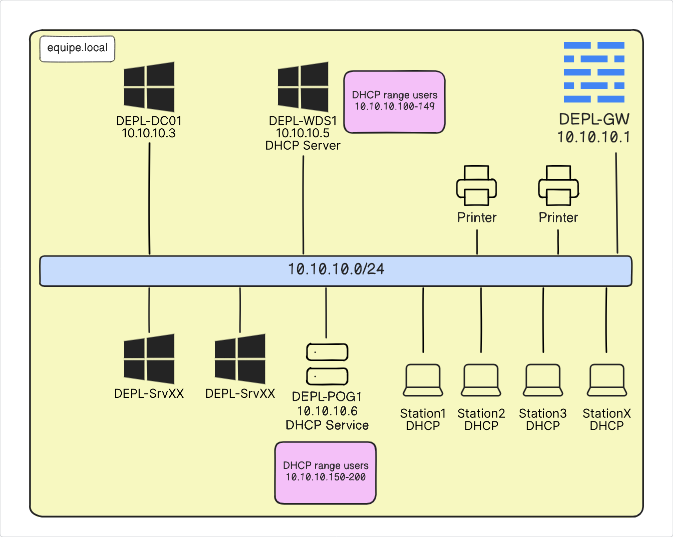 equipe.local
DEPL-DC01
10.10.10.3
DEPL-WDS1
10.10.10.5
DHCP Server
DHCP range users
10.10.10.100-149
DEPL-GW
10.10.10.1
Printer
Printer
10.10.10.0/24
DEPL-SrvXX
DEPL-SrvXX
DEPL-POG1
10.10.10.6
DHCP Service
Station1
DHCP
Station2
DHCP
Station3
DHCP
StationX
DHCP
DHCP range users
10.10.10.150-200